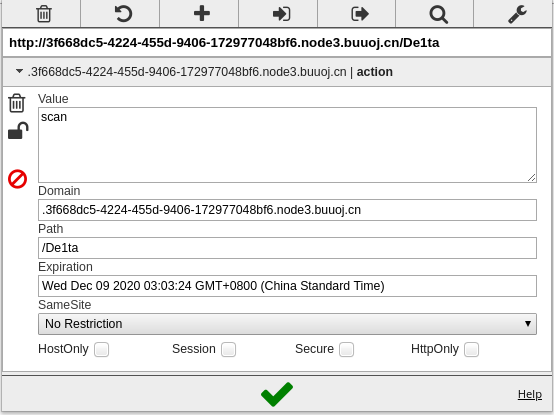 http://3f668dc5-4224-455d-9406-172977048bf6.node3.buuoj.cn/De1ta
.3f668dc5-4224-455d-9406-172977048bf6.node3.buuoj.cn | action
Value
scan
Domain
.3f668dc5-4224-455d-9406-172977048bf6.node3.buuoj.cn
Path
/De1ta
Expiration
Wed Dec 09 2020 03:03:24 GMT+0800 (China Standard Time)
SameSite
No Restriction
HostOnly Session Secure HttpOnly
Help